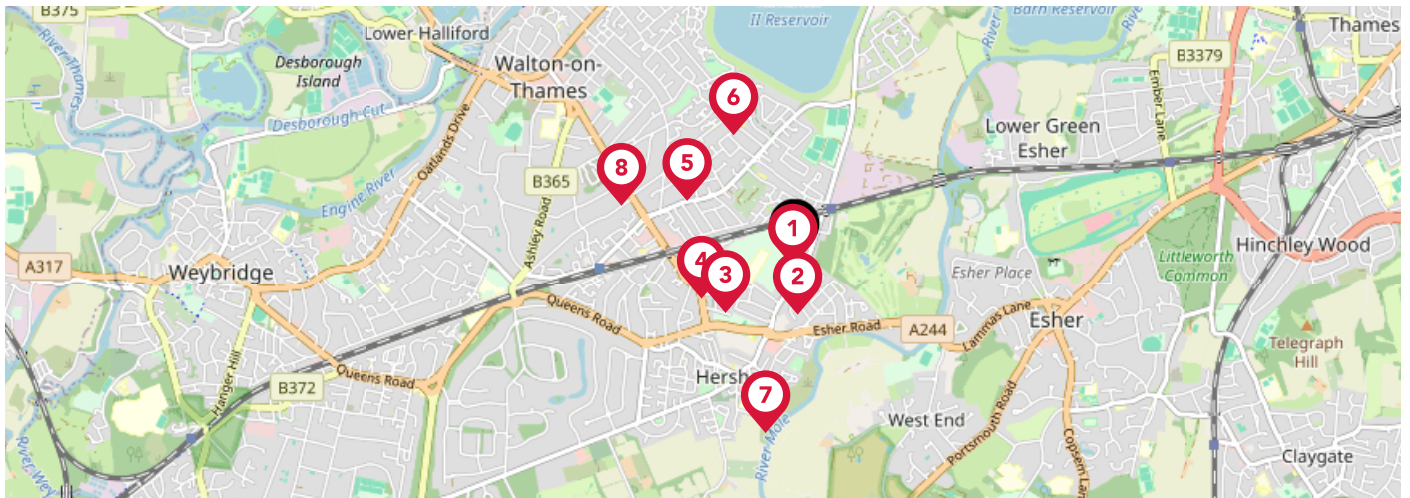 B375
River Thames
Lower Halliford
Desborough
Island
Desborough Cut
Walton-on-
Thames
II Reservoir
River
Barn Reservoir
Thames
B3379
Ember Lane
Lower Green
Esher
Oatlands Drive
Engine River
B365
Ashley Road
6
5
8
1
4
3
2
7
A317
Weybridge
Queens Road
Esher Road
A244
Lammas Lane
Esher Place
Esher
Littleworth
Common
Hinchley Wood
Telegraph
Hill
Hanger Hill
B372
Queens Road
Hersh
River Mole
West End
Portsmouth Road
Copsem La
Claygate
River Wey